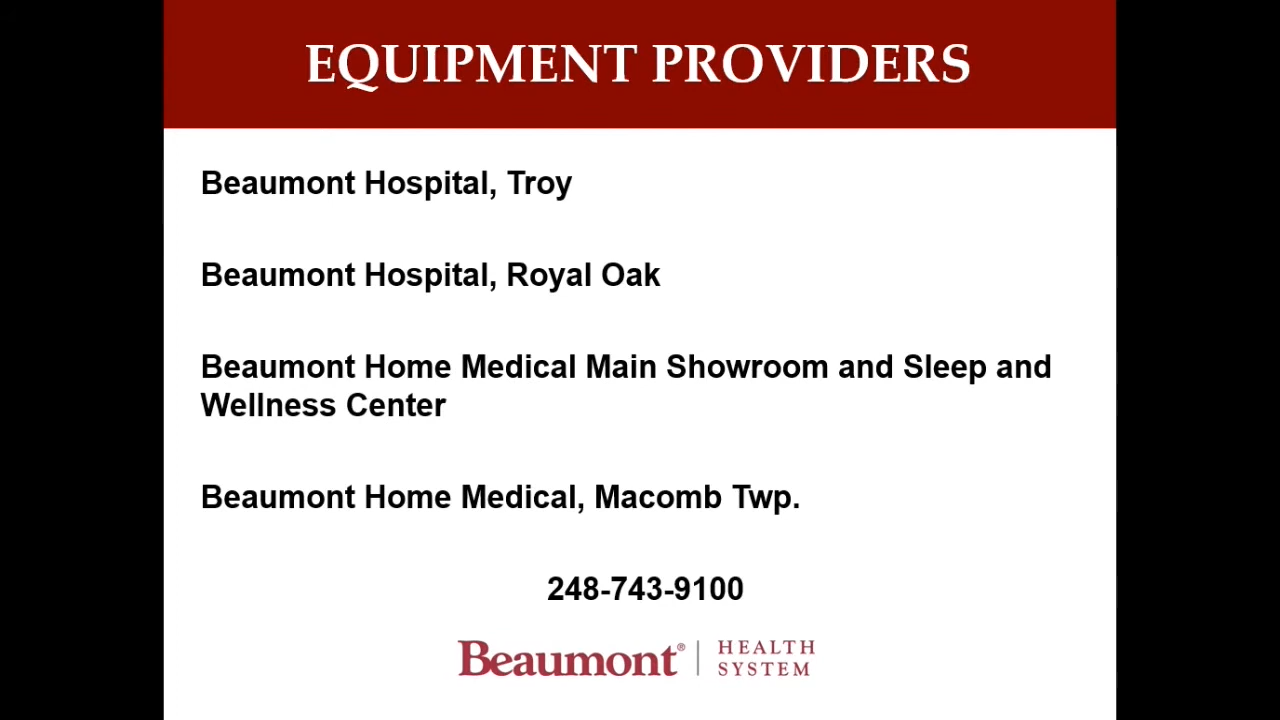 EQUIPMENT PROVIDERS
Beaumont Hospital, Troy
Beaumont Hospital, Royal Oak
Beaumont Home Medical Main Showroom and Sleep and
Wellness Center
Beaumont Home Medical, Macomb Twp.
248-743-9100
Beaumont® | HEALTH
SYSTEM